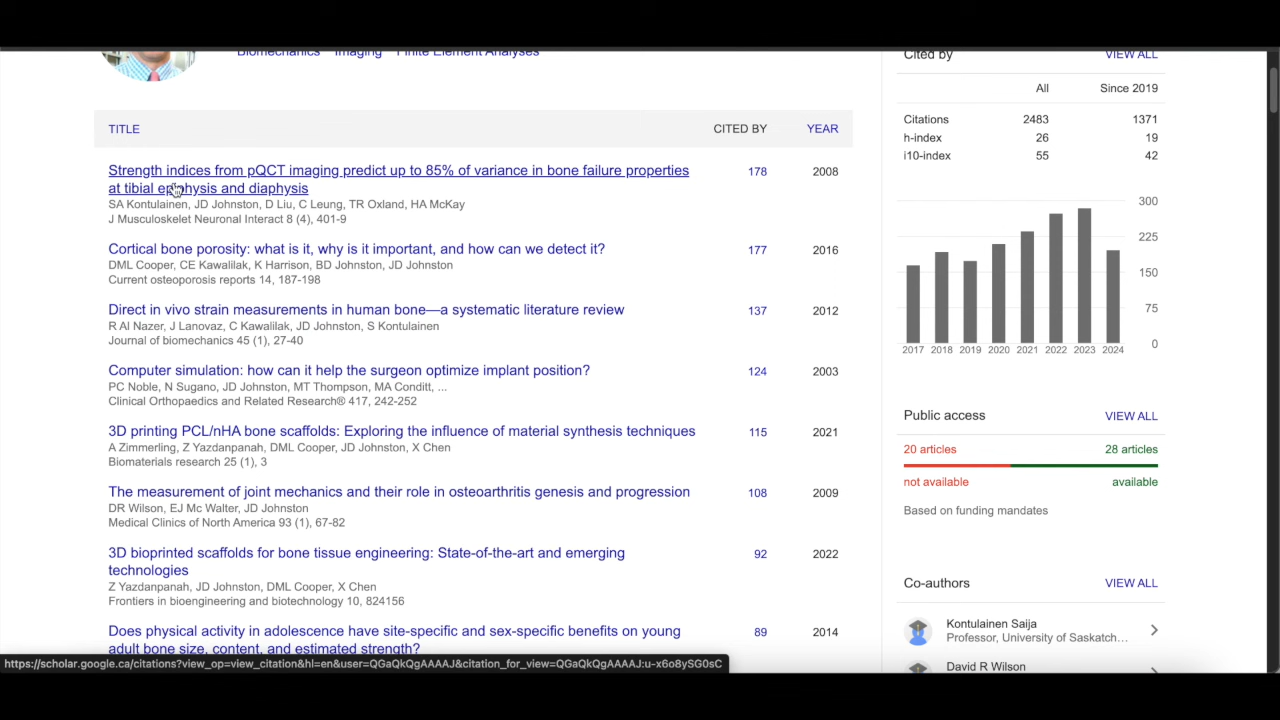 Biomechanics Imaging Finite Element Analyses
TITLE CITED BY YEAR
Strength indices from pQCT imaging predict up to 85% of variance in bone failure properties 178 2008
at tibial epiphysis and diaphysis
SA Kontulainen, JD Johnston, D Liu, C Leung, TR Oxland, HA McKay
J Musculoskelet Neuronal Interact 8 (4), 401-9
Cortical bone porosity: what is it, why is it important, and how can we detect it? 177 2016
DML Cooper, CE Kawalilak, K Harrison, BD Johnston, JD Johnston
Current osteoporosis reports 14, 187-198
Direct in vivo strain measurements in human bone—a systematic literature review 137 2012
R Al Nazer, J Lanovaz, C Kawalilak, JD Johnston, S Kontulainen
Journal of biomechanics 45 (1), 27-40
Computer simulation: how can it help the surgeon optimize implant position? 124 2003
PC Noble, N Sugano, JD Johnston, MT Thompson, MA Conditt, ...
Clinical Orthopaedics and Related Research® 417, 242-252
3D printing PCL/nHA bone scaffolds: Exploring the influence of material synthesis techniques 115 2021
A Zimmerling, Z Yazdanpanah, DML Cooper, JD Johnston, X Chen
Biomaterials research 25 (1), 3
The measurement of joint mechanics and their role in osteoarthritis genesis and progression 108 2009
DR Wilson, EJ Mc Walter, JD Johnston
Medical Clinics of North America 93 (1), 67-82
3D bioprinted scaffolds for bone tissue engineering: State-of-the-art and emerging 92 2022
technologies
Z Yazdanpanah, JD Johnston, DML Cooper, X Chen
Frontiers in bioengineering and biotechnology 10, 824156
Does physical activity in adolescence have site-specific and sex-specific benefits on young 89 2014
adult bone size, content, and estimated strength?
https://scholar.google.ca/citations?view_op=view_citation&hl=en&user=QGaQkQgAAAAJ&citation_for_view=QGaQkQgAAAAJ:u-x6o8ySG0sC
Cited by VIEW ALL
All Since 2019
Citations 2483 1371
h-index 26 19
i10-index 55 42
300
225
150
75
0
2017 2018 2019 2020 2021 2022 2023 2024
Public access VIEW ALL
20 articles 28 articles
not available available
Based on funding mandates
Co-authors VIEW ALL
Kontulainen Saija
Professor, University of Saskatch...
David R Wilson